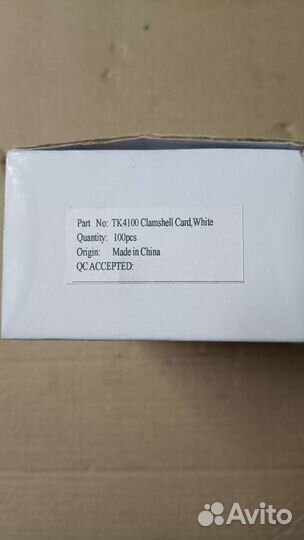 Part No: TK4100 Clamshell Card,White
Quantity: 100pcs
Origin: Made in China
QC ACCEPTED:
Avito